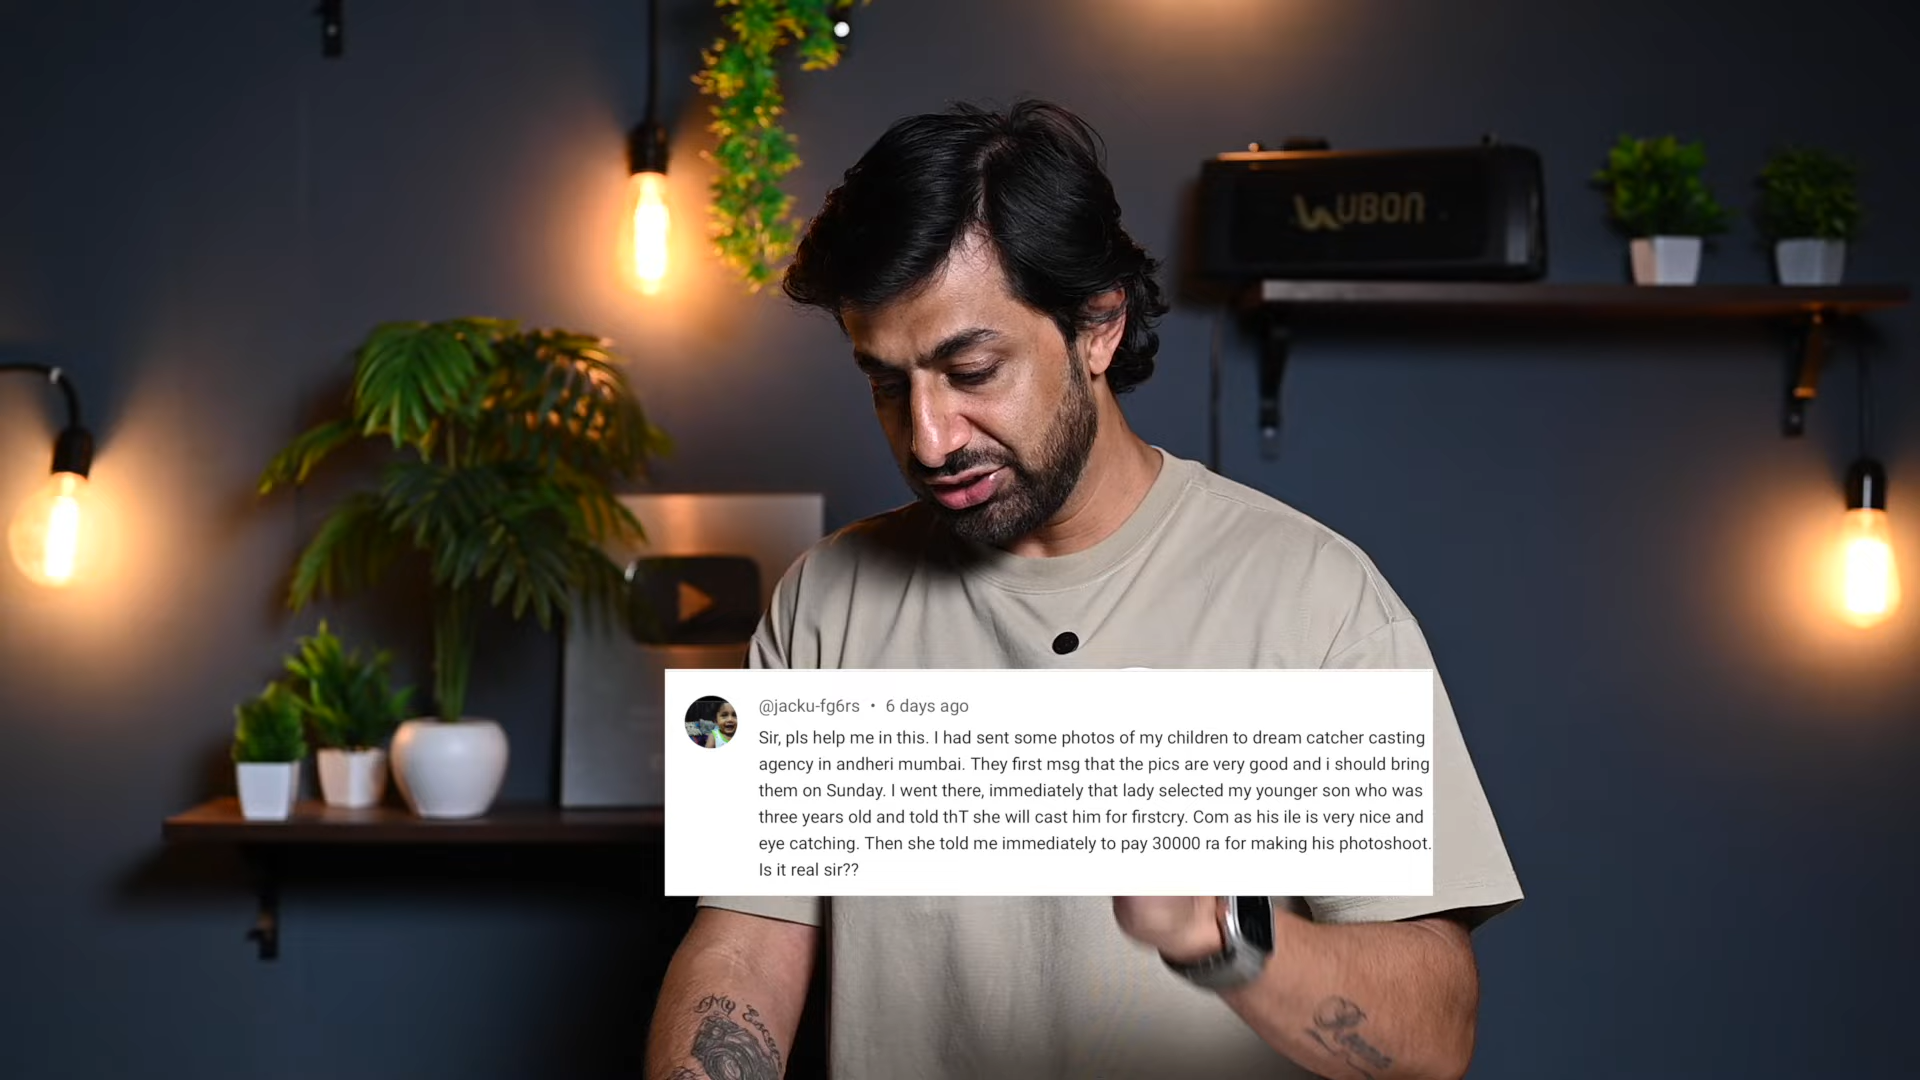 UBON
@jacku-fg6rs • 6 days ago
Sir, pls help me in this. I had sent some photos of my children to dream catcher casting
agency in andheri mumbai. They first msg that the pics are very good and i should bring
them on Sunday. I went there, immediately that lady selected my younger son who was
three years old and told thT she will cast him for firstcry. Com as his ile is very nice and
eye catching. Then she told me immediately to pay 30000 ra for making his photoshoot.
Is it real sir??
My